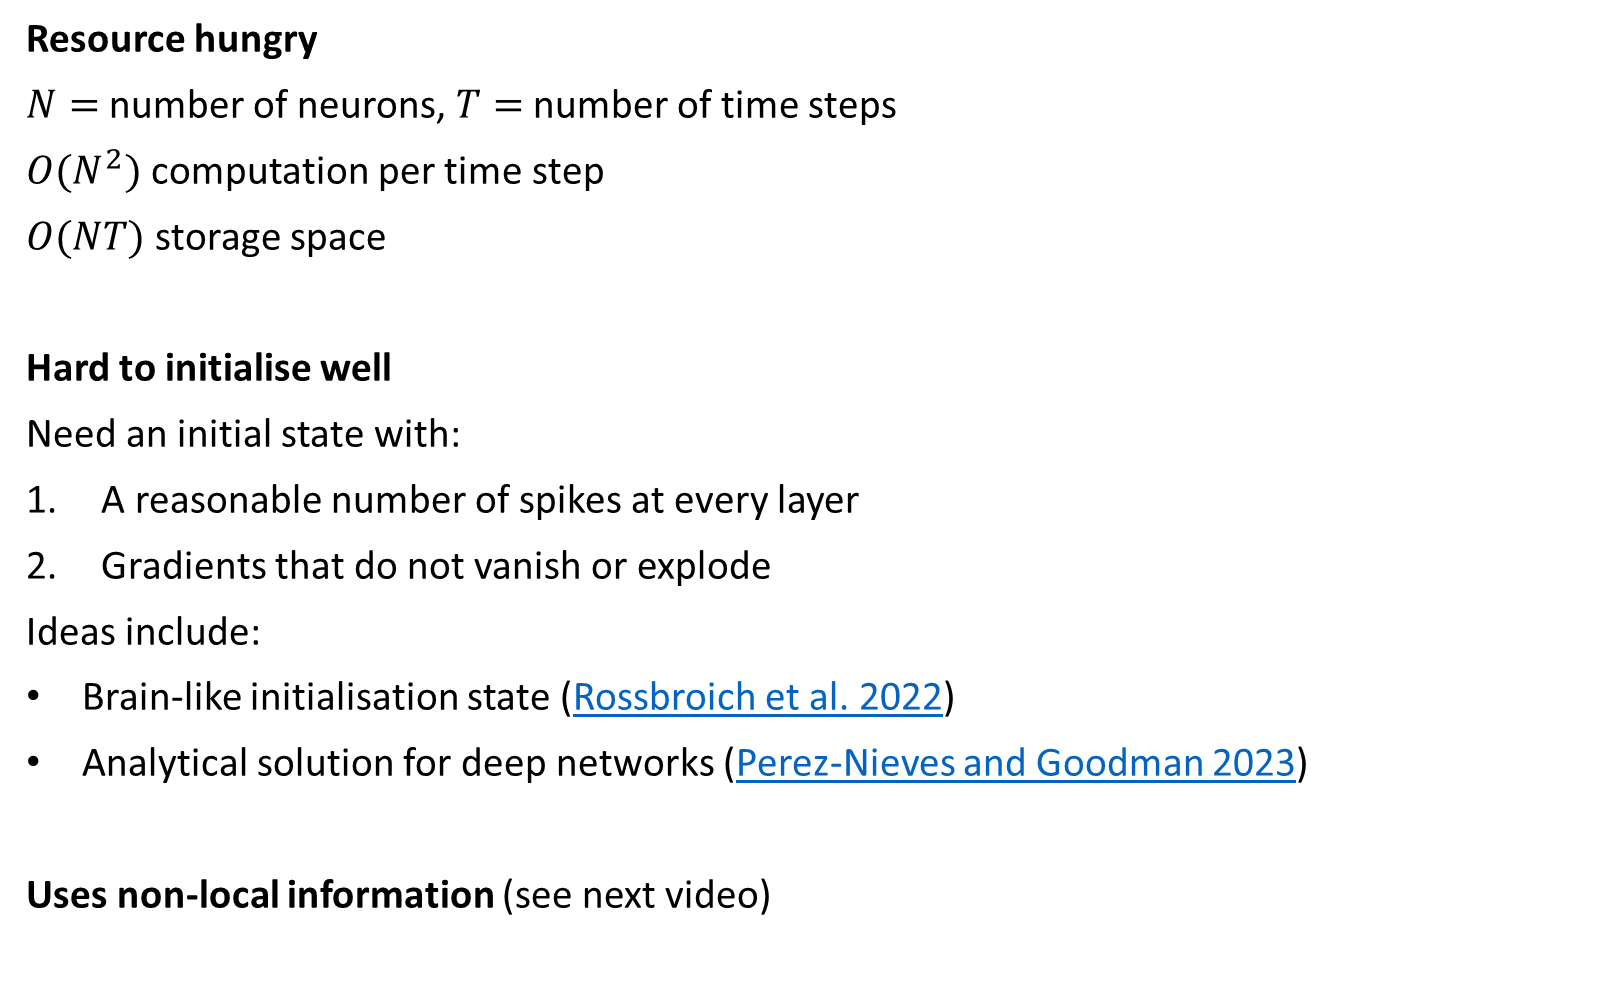 Resource hungry
N = number of neurons, T = number of time steps
O(N²) computation per time step
O(NT) storage space
Hard to initialise well
Need an initial state with:
1. A reasonable number of spikes at every layer
2. Gradients that do not vanish or explode
Ideas include:
• Brain-like initialisation state (Rossbroich et al. 2022)
• Analytical solution for deep networks (Perez-Nieves and Goodman 2023)
Uses non-local information (see next video)